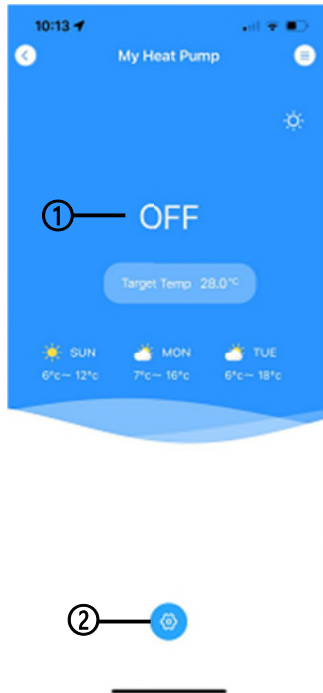 10:13
My Heat Pump
① OFF
Target Temp 28.0°C
SUN MON TUE
6°c~ 12°c 7°c~ 16°c 6°c~ 18°c
②